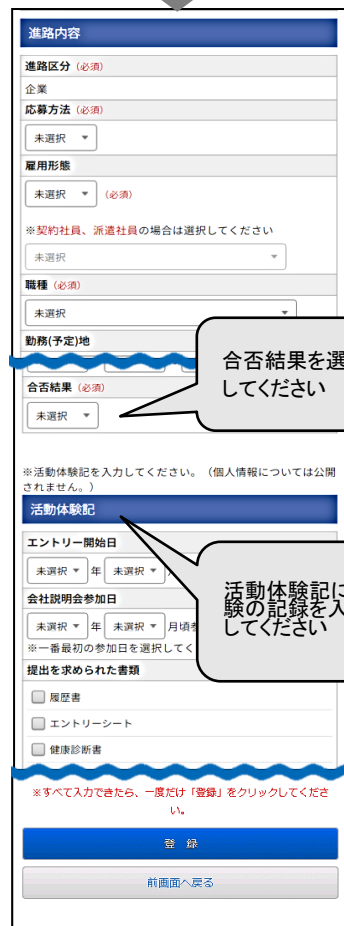 進路内容
進路区分（必須）
企業
応募方法（必須）
未選択
雇用形態
未選択 （必須）
※契約社員、派遣社員の場合は選択してください
未選択
職種（必須）
未選択
勤務(予定)地
合否結果を選
してください
合否結果（必須）
未選択
※活動体験記を入力してください。（個人情報については公開
されません。）
活動体験記
エントリー開始日
未選択 年 未選択
会社説明会参加日
未選択 年 未選択 月頃
※一番最初の参加日を選択してく
活動体験記に
験の記録を入
してください
提出を求められた書類
履歴書
エントリーシート
健康診断書
※すべて入力できたら、一度だけ「登録」をクリックしてくださ
い。
登 録
前画面へ戻る